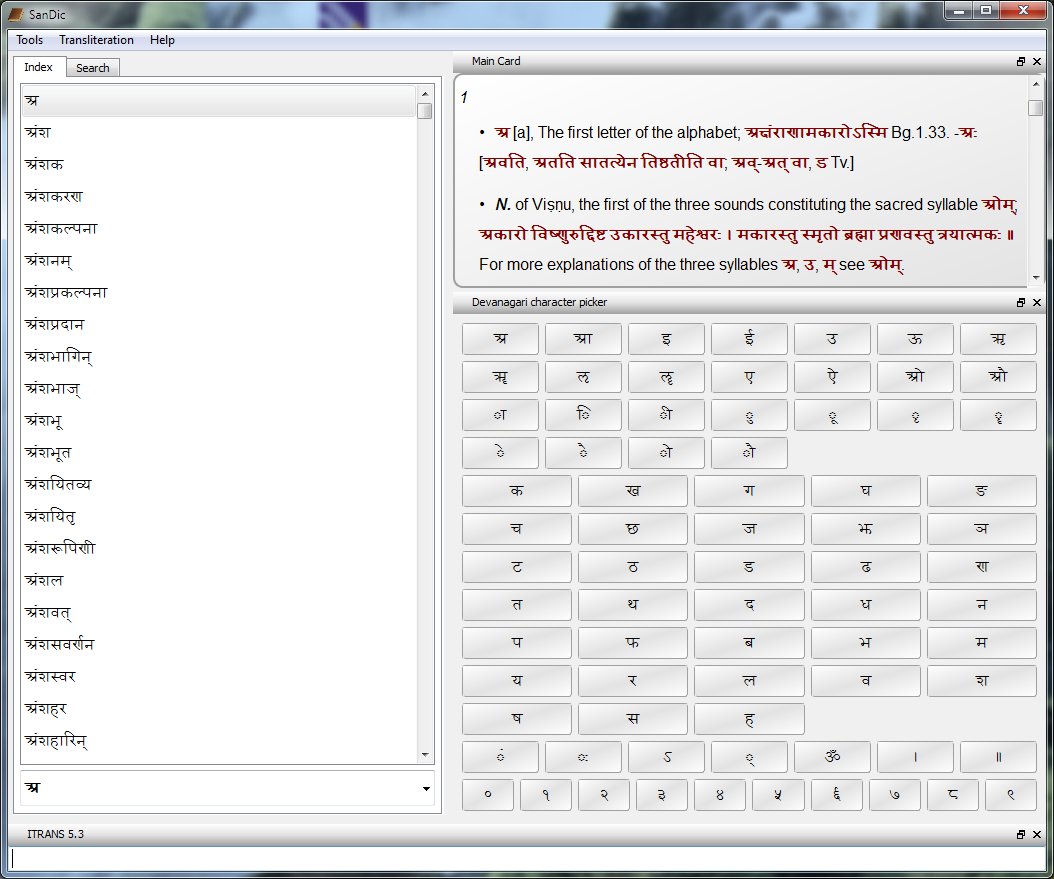 SanDic
Tools Transliteration Help
Index Search
अ
अंश
अंशक
अंशकरण
अंशकल्पना
अंशनम्
अंशप्रकल्पना
अंशप्रदान
अंशभागिन्
अंशभाज्
अंशभू
अंशभूत
अंशयितव्य
अंशयितृ
अंशरूपिणी
अंशल
अंशवत्
अंशसवर्णन
अंशस्वर
अंशहर
अंशहारिन्
अ
Main Card
1
• अ [a], The first letter of the alphabet; अक्षराणामकारोऽस्मि Bg.1.33. -अः
[अवति, अतति सातत्येन तिष्ठतीति वा; अव्-अत् वा, ड Tv.]
• N. of Viṣṇu, the first of the three sounds constituting the sacred syllable ओम्;
अकारो विष्णुरुद्दिष्ट उकारस्तु महेश्वरः । मकारस्तु स्मृतो ब्रह्मा प्रणवस्तु त्रयात्मकः ॥
For more explanations of the three syllables अ, उ, म् see ओम्.
Devanagari character picker
अ आ इ ई उ ऊ ऋ
ॠ ऌ ॡ ए ऐ ओ औ
ा ि ी ु ू ृ ॄ
े ै ो ौ
क ख ग घ ङ
च छ ज झ ञ
ट ठ ड ढ ण
त थ द ध न
प फ ब भ म
य र ल व श
ष स ह
ं ः ऽ ् ॐ । ॥
० १ २ ३ ४ ५ ६ ७ ८ ९
ITRANS 5.3